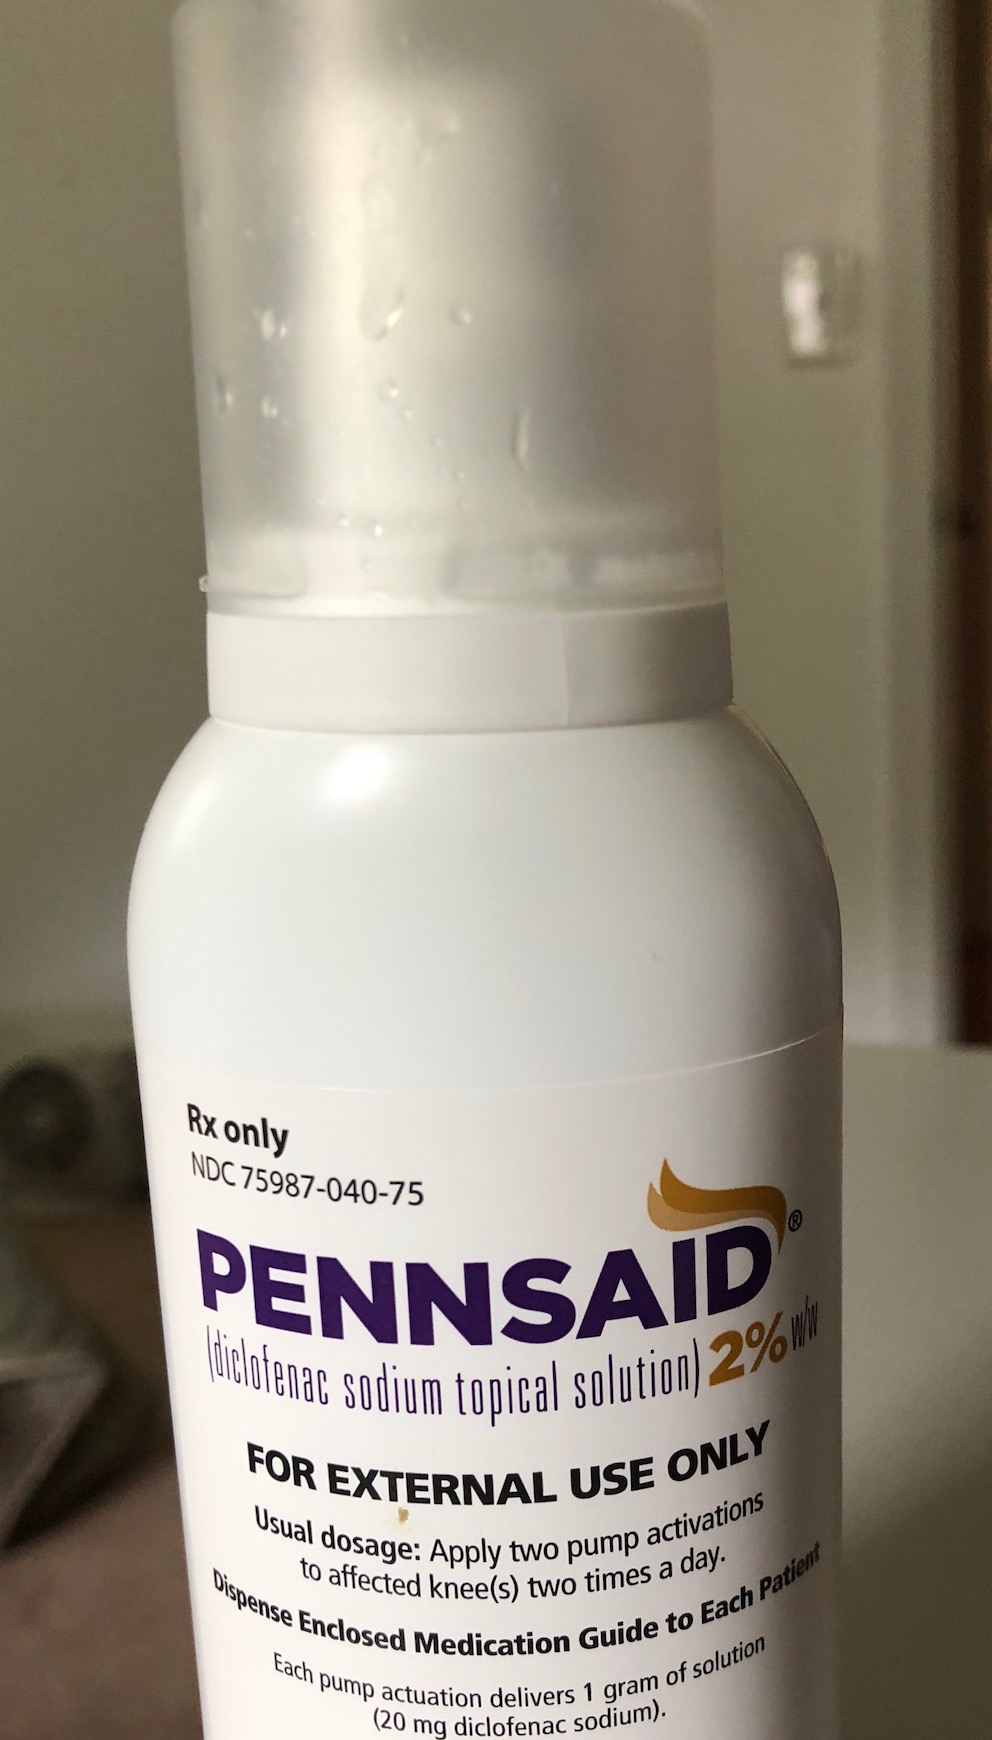 Rx only
NDC 75987-040-75
PENNSAID®
(diclofenac sodium topical solution) 2% w/w
FOR EXTERNAL USE ONLY
Usual dosage: Apply two pump activations
to affected knee(s) two times a day.
Dispense Enclosed Medication Guide to Each Patient
Each pump actuation delivers 1 gram of solution
(20 mg diclofenac sodium).